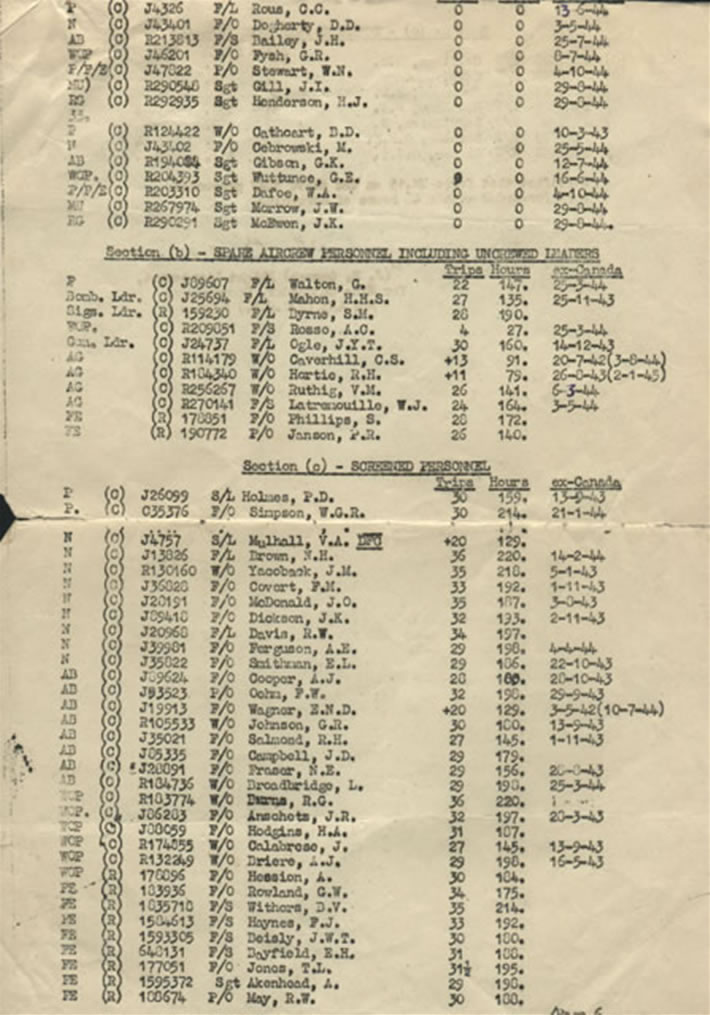 P (C) J4326 F/L Rous, C.C. 0 0 13-6-44
N (C) J43401 F/O Dogherty, D.D. 0 0 3-5-44
AB (C) R213813 F/S Bailey, J.H. 0 0 25-7-44
WOP (C) J46201 F/O Fysh, G.R. 0 0 8-7-44
P/F/E (C) J47822 P/O Stewart, W.N. 0 0 4-10-44
MU) (C) R290548 Sgt Gill, J.I. 0 0 29-8-44
RG (C) R292935 Sgt Henderson, H.J. 0 0 29-8-44
P (C) R124422 W/O Cathcart, B.D. 0 0 10-3-43
N (C) J43402 F/O Cebrowski, M. 0 0 25-5-44
AB (C) Sgt Gibson, G.K. 0 0 12-7-44
WOP. (C) R204393 Sgt Wuttunee, G.E. 0 0 16-6-44
P/F/E (C) R203310 Sgt Dafoe, W.A. 0 0 4-10-44
MU (C) R267974 Sgt Morrow, J.W. 0 0 29-8-44
RG (C) R290291 Sgt McEwen, J.K. 0 0 29-8-44.
Section (b) - SPARE AIRCREW PERSONNEL INCLUDING UNCREWED LEADERS
Trips Hours ex-Canada
P (C) J89607 F/L Walton, G. 22 147. 25-3-44
Bomb. Ldr. (C) J25694 F/L Mahon, H.H.S. 27 135. 25-11-43
Sigs. Ldr. (R) 159230 F/L Byrne, S.M. 28 190.
WOP. (C) R209851 F/S Rosso, A.C. 4 27. 25-3-44
Gun. Ldr. (C) J24737 F/L Ogle, J.Y.T. 30 160. 14-12-43
AG (C) R114179 W/O Caverhill, C.S. +13 91. 20-7-42(3-8-44)
AG (C) R184340 W/O Hortie, R.H. +11 79. 26-8-43(2-1-45)
AG (C) R256267 W/O Ruthig, V.M. 26 141. 6-3-44
AG (C) R270141 F/S Latremouille, W.J. 24 164. 3-5-44
FE (R) 178851 F/O Phillips, S. 28 172.
FE (R) 190772 P/O Janson, P.R. 26 140.
Section (c) - SCREENED PERSONNEL
Trips Hours ex-Canada
P (C) J26099 S/L Holmes, P.D. 30 159. 13-9-43
P. (C) C35376 F/O Simpson, W.G.R. 30 214. 21-1-44
N (C) J4757 S/L Mulhall, V.A. DFC +20 129.
N (C) J13826 F/L Brown, N.H. 36 220. 14-2-44
N (C) R130160 W/O Yacoback, J.M. 35 218. 5-1-43
N (C) J36828 F/O Covert, F.M. 33 192. 1-11-43
N (C) J28191 F/O McDonald, J.O. 35 187. 3-8-43
N (C) J89418 F/O Dickson, J.K. 32 193. 2-11-43
N (C) J20968 F/L Davis, R.W. 34 197.
N (C) J39981 F/O Ferguson, A.E. 29 198. 4-4-44
N (C) J35822 F/O Smithman, E.L. 29 186. 22-10-43
AB (C) J89624 F/O Cooper, A.J. 28 28-10-43
AB (C) J93523 P/O Oohm, F.W. 32 198. 29-9-43
AB (C) J19913 F/O Wagner, E.N.D. +20 129. 3-5-42(10-7-44)
AB (C) R105533 W/O Johnson, G.R. 30 180. 13-9-43
AB (C) J35021 F/O Salmond, R.H. 27 145. 1-11-43
AB (C) J85335 F/O Campbell, J.D. 29 179.
AB (C) J28891 F/O Fraser, N.E. 29 156. 28-8-43
AB (C) R184736 W/O Broadbridge, L. 29 198. 25-3-44
WOP (C) R183774 W/O Burns, R.G. 36 220.
WOP. (C) J86283 F/O Anschetz, J.R. 32 197. 28-3-43
WOP (C) J88059 F/O Hodgins, H.A. 31 187.
WOP (C) R174855 W/O Calabrese, J. 27 145. 13-9-43
WOP (C) R132249 W/O Briere, A.J. 29 198. 16-5-43
WOP (R) 178896 F/O Hession, A. 30 184.
FE (R) 183936 F/O Rowland, G.W. 34 175.
FE (R) 1835718 F/S Withers, D.V. 35 214.
FE (R) 1584613 F/S Haynes, F.J. 33 192.
FE (R) 1593305 F/S Beisly, J.W.T. 30 180.
FE (R) 648131 F/S Dayfield, E.H. 31 188.
FE (R) 177051 F/O Jones, T.L. 31½ 195.
FE (R) 1595372 Sgt Akenhead, A. 29 198.
FE (R) 188674 P/O May, R.W. 30 188.